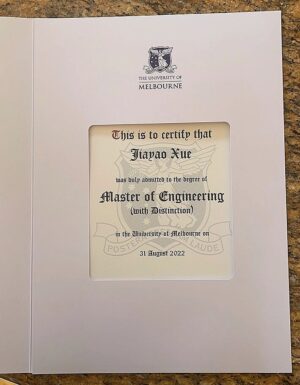 THE UNIVERSITY OF
MELBOURNE
This is to certify that
Jiayao Xue
was duly admitted to the degree of
Master of Engineering
(with Distinction)
in the University of Melbourne on
31 August 2022